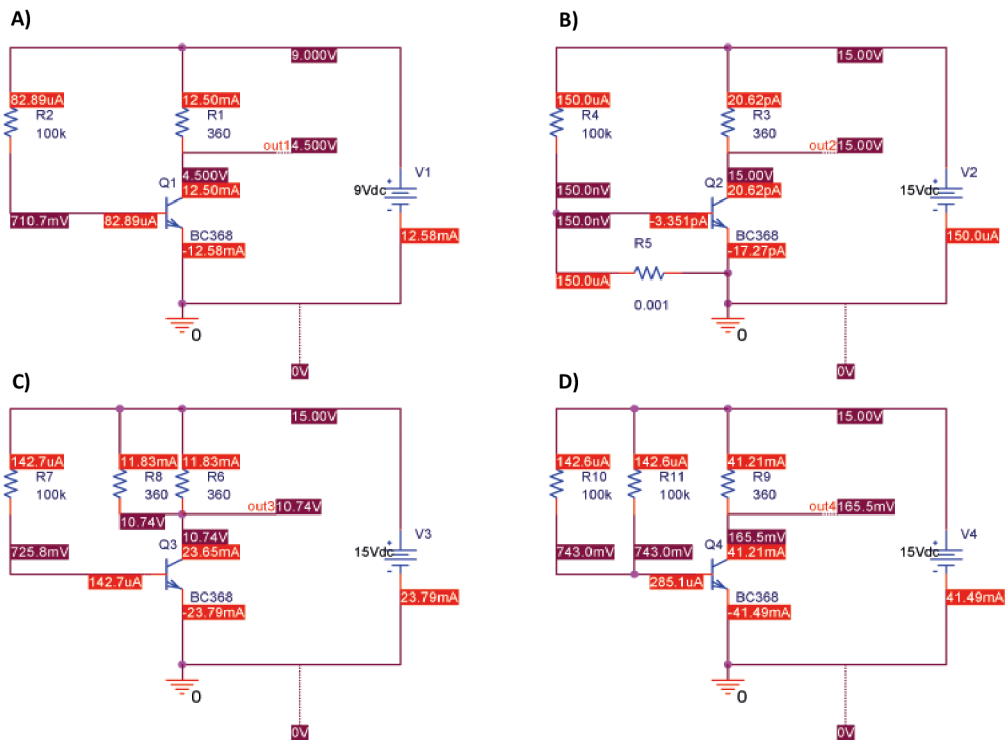 A)
9.000V
82.89uA
R2
100k
12.50mA
R1
360
out1
4.500V
4.500V
Q1
12.50mA
710.7mV
82.89uA
BC368
-12.58mA
V1
+
9Vdc
-
12.58mA
0
0V
B)
15.00V
150.0uA
R4
100k
20.62pA
R3
360
out2
15.00V
15.00V
150.0nV
Q2
20.62pA
150.0nV
-3.351pA
BC368
-17.27pA
R5
150.0uA
0.001
V2
+
15Vdc
-
150.0uA
0
0V
C)
15.00V
142.7uA
R7
100k
11.83mA
R8
360
11.83mA
R6
360
out3
10.74V
10.74V
10.74V
Q3
23.65mA
725.8mV
142.7uA
BC368
-23.79mA
V3
+
15Vdc
-
23.79mA
0
0V
D)
15.00V
142.6uA
R10
100k
142.6uA
R11
100k
41.21mA
R9
360
out4
165.5mV
165.5mV
Q4
41.21mA
743.0mV
743.0mV
285.1uA
BC368
-41.49mA
V4
+
15Vdc
-
41.49mA
0
0V